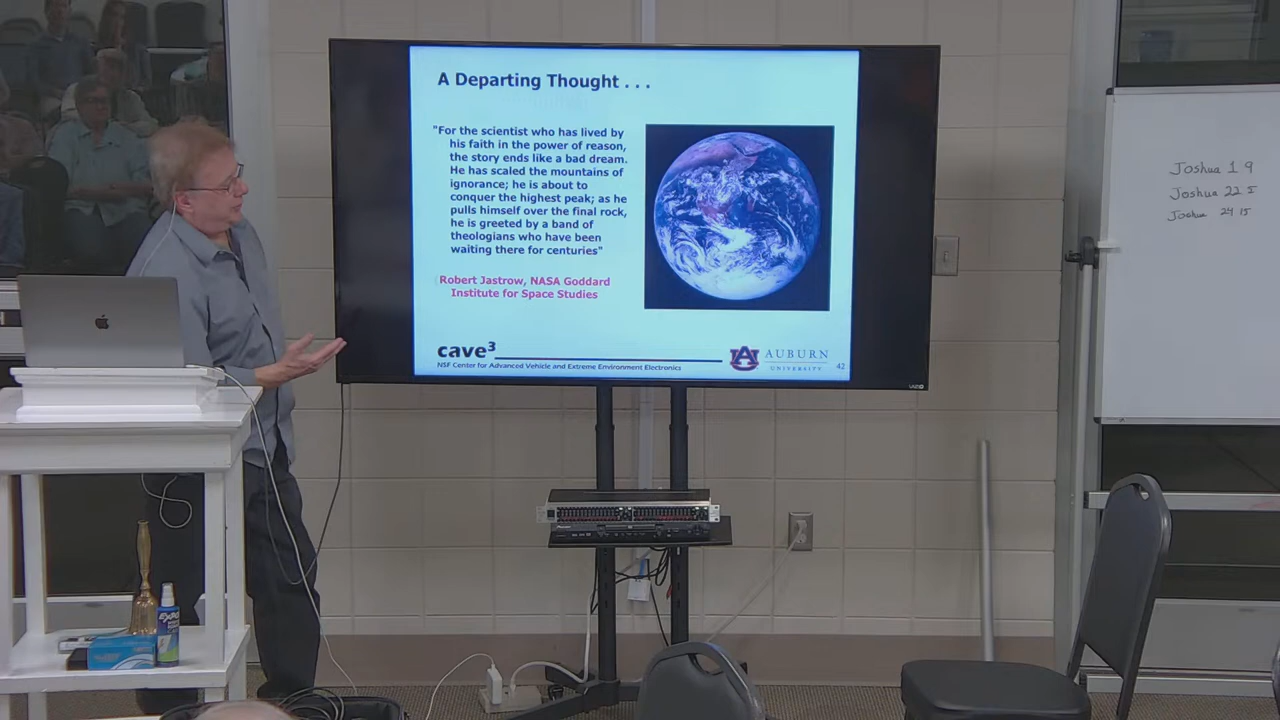 A Departing Thought . . .
"For the scientist who has lived by
his faith in the power of reason,
the story ends like a bad dream.
He has scaled the mountains of
ignorance; he is about to
conquer the highest peak; as he
pulls himself over the final rock,
he is greeted by a band of
theologians who have been
waiting there for centuries"
Robert Jastrow, NASA Goddard
Institute for Space Studies
cave³
NSF Center for Advanced Vehicle and Extreme Environment Electronics
AU AUBURN
UNIVERSITY
42
VIZIO
Joshua 1 9
Joshua 22 5
Joshua 24 15
EXPO